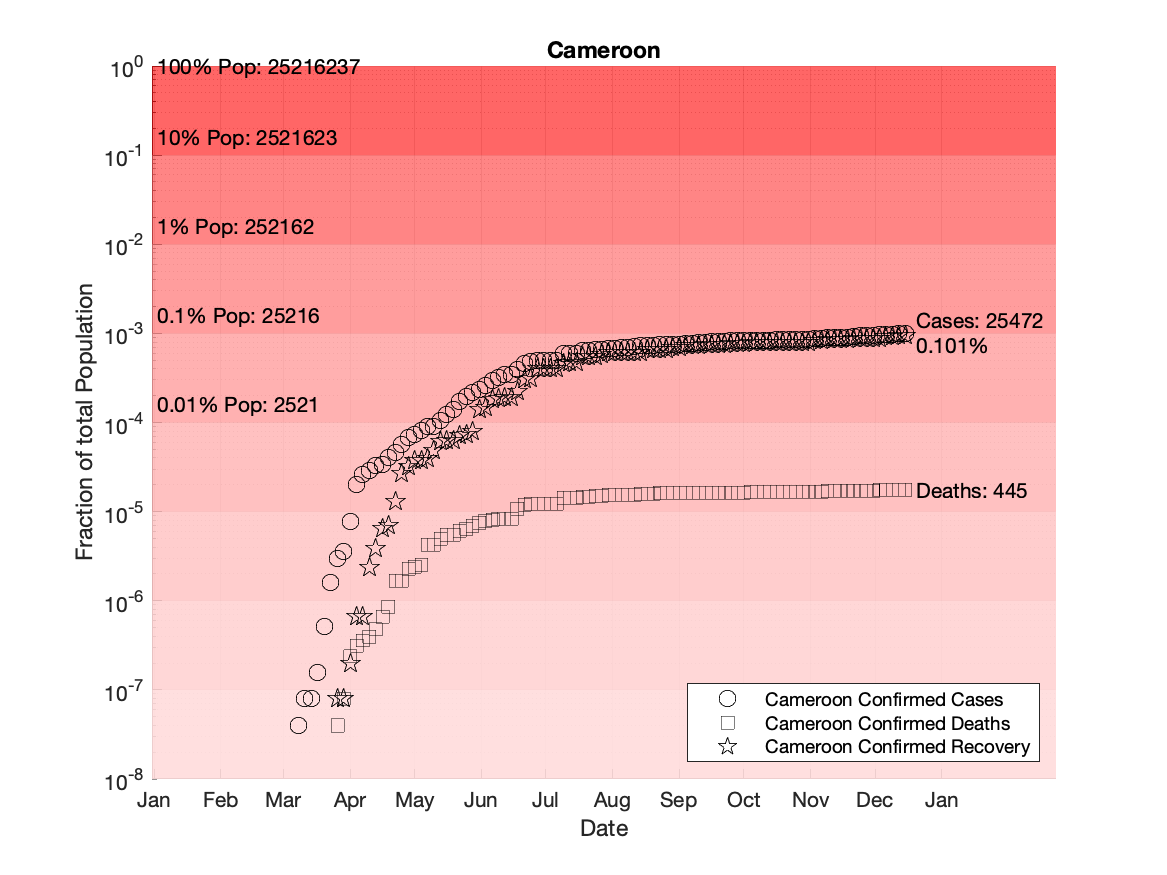 Cameroon
10^0
100% Pop: 25216237
10% Pop: 2521623
10^-1
1% Pop: 252162
10^-2
0.1% Pop: 25216
10^-3
Cases: 25472
0.101%
0.01% Pop: 2521
10^-4
Deaths: 445
10^-5
10^-6
10^-7
10^-8
Fraction of total Population
Cameroon Confirmed Cases
Cameroon Confirmed Deaths
Cameroon Confirmed Recovery
Jan Feb Mar Apr May Jun Jul Aug Sep Oct Nov Dec Jan
Date